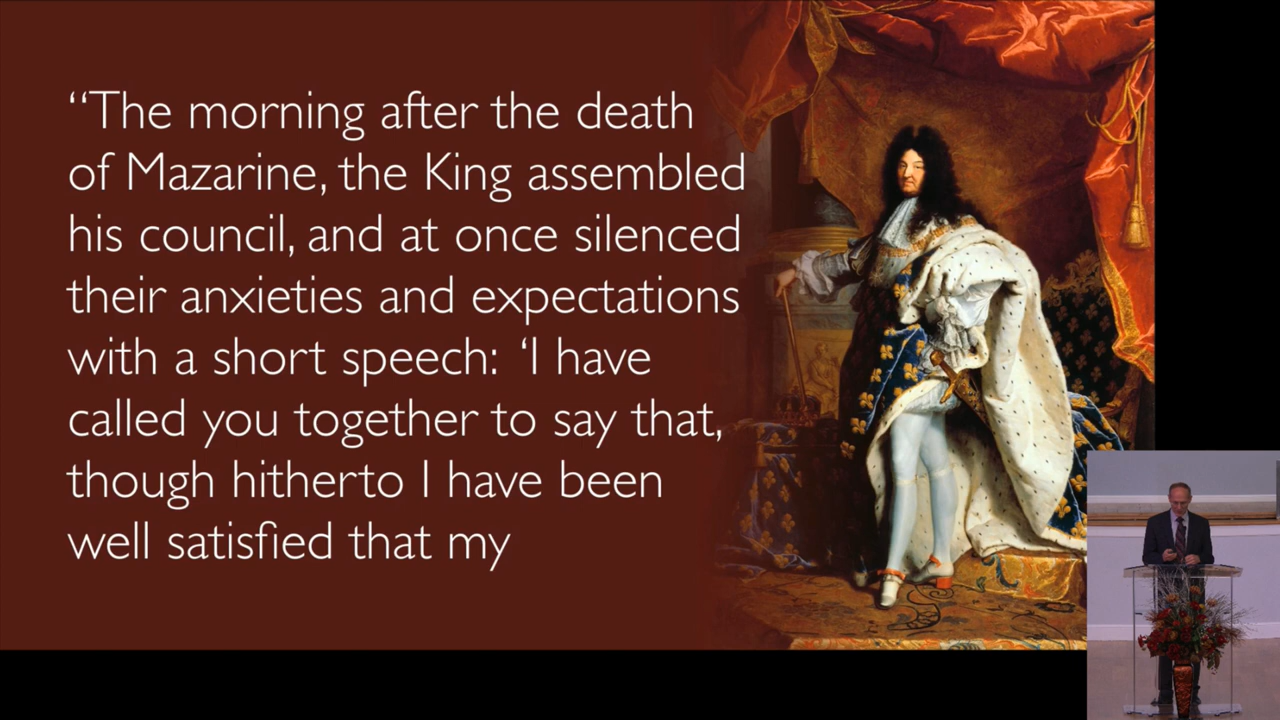 “The morning after the death
of Mazarine, the King assembled
his council, and at once silenced
their anxieties and expectations
with a short speech: ‘I have
called you together to say that,
though hitherto I have been
well satisfied that my